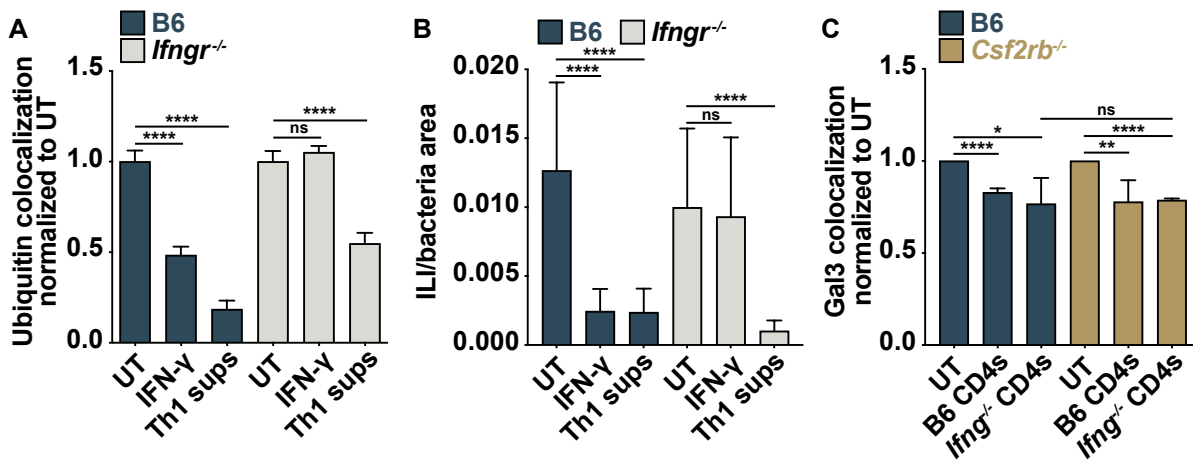 A
B6
Ifngr-/-
Ubiquitin colocalization
normalized to UT
1.5
1.0
0.5
0.0
****
****
****
ns
UT
IFN-γ
Th1 sups
UT
IFN-γ
Th1 sups
B
B6
Ifngr-/-
ILI/bacteria area
0.020
0.015
0.010
0.005
0.000
****
****
****
ns
UT
IFN-γ
Th1 sups
UT
IFN-γ
Th1 sups
C
B6
Csf2rb-/-
Gal3 colocalization
normalized to UT
1.5
1.0
0.5
0.0
ns
*
****
****
**
UT
B6 CD4s
Ifng-/- CD4s
UT
B6 CD4s
Ifng-/- CD4s